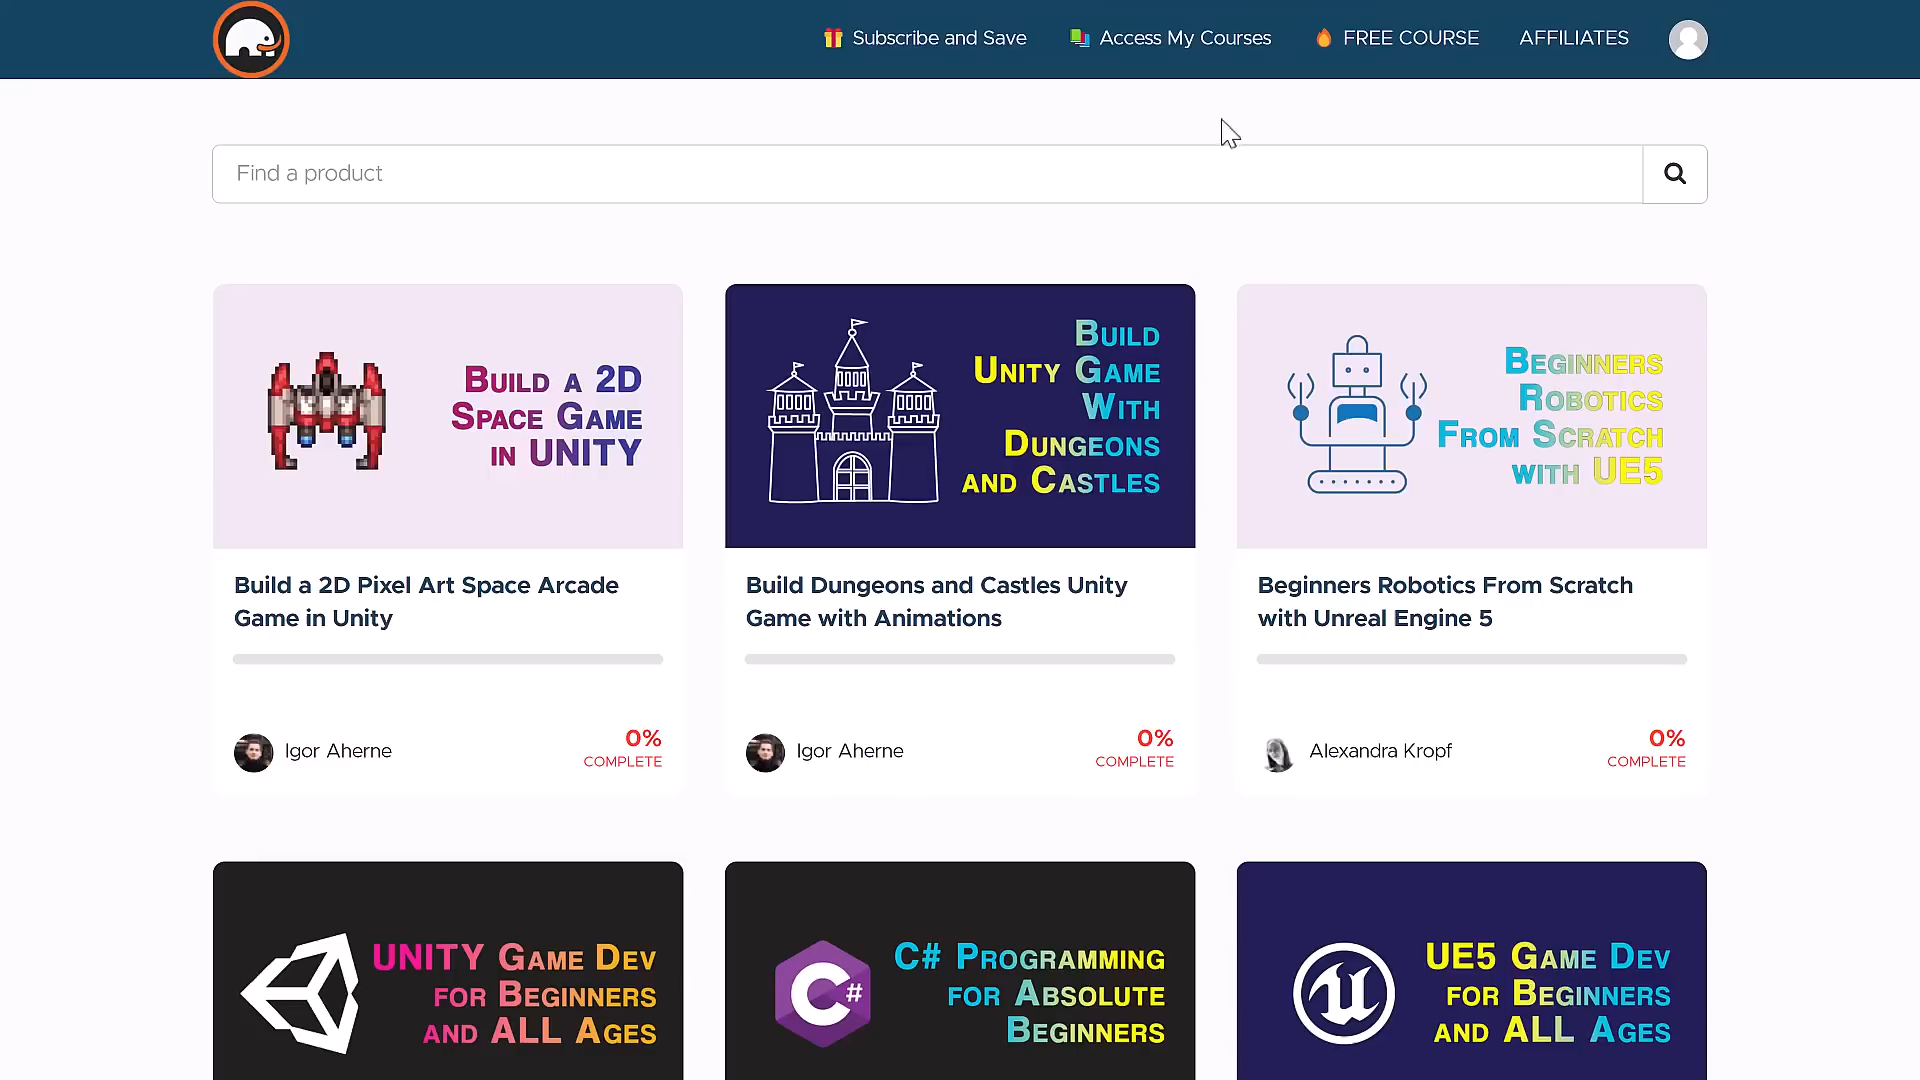 Subscribe and Save
Access My Courses
FREE COURSE
AFFILIATES
Find a product
BUILD A 2D
SPACE GAME
IN UNITY
BUILD
UNITY GAME
WITH
DUNGEONS
AND CASTLES
BEGINNERS
ROBOTICS
FROM SCRATCH
WITH UE5
Build a 2D Pixel Art Space Arcade
Game in Unity
Build Dungeons and Castles Unity
Game with Animations
Beginners Robotics From Scratch
with Unreal Engine 5
Igor Aherne
0%
COMPLETE
Igor Aherne
0%
COMPLETE
Alexandra Kropf
0%
COMPLETE
UNITY GAME DEV
FOR BEGINNERS
AND ALL AGES
C#
C# PROGRAMMING
FOR ABSOLUTE
BEGINNERS
UE5 GAME DEV
FOR BEGINNERS
AND ALL AGES